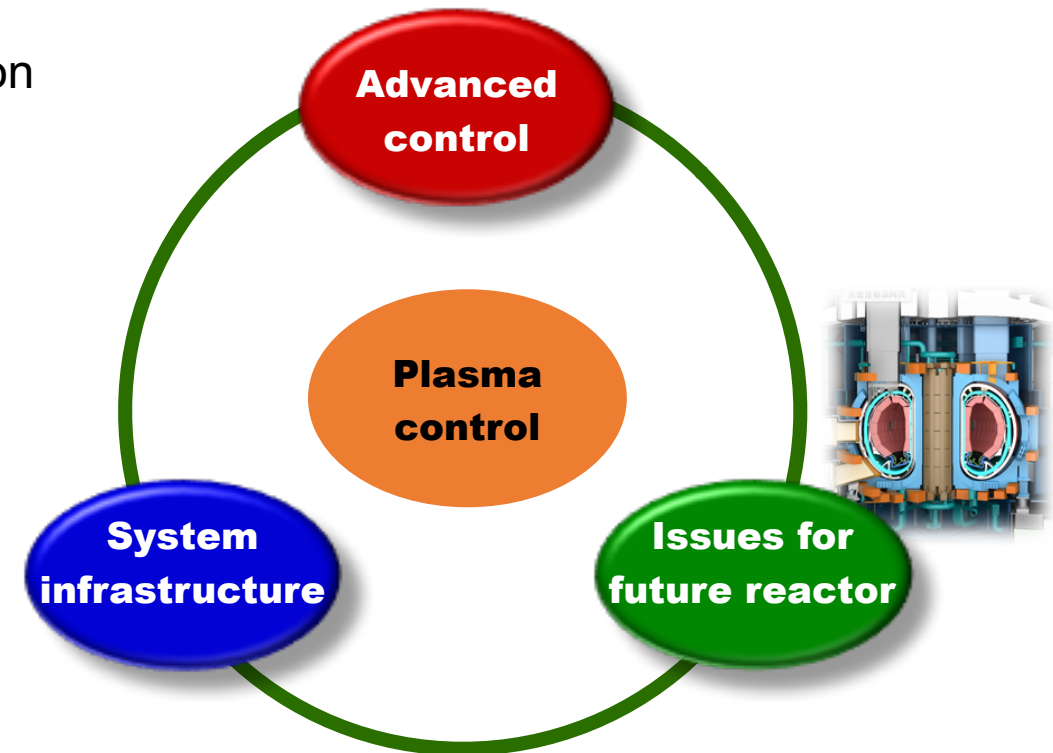 on
Advanced
control
Plasma
control
System
infrastructure
Issues for
future reactor